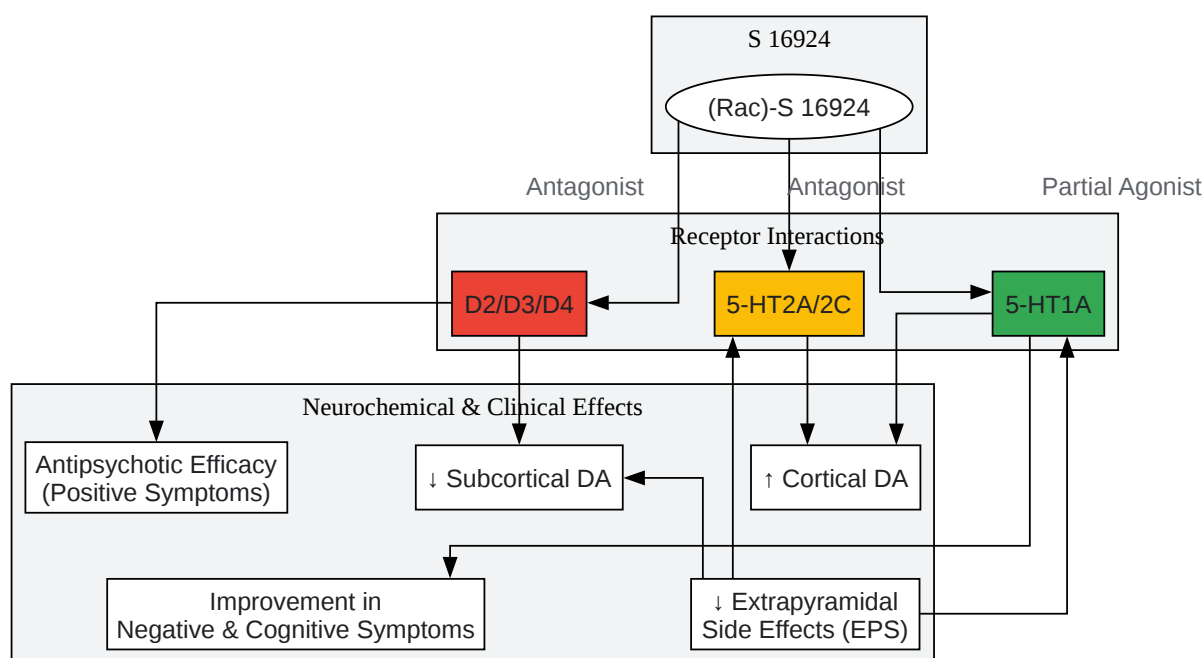 S 16924
(Rac)-S 16924
Antagonist
Antagonist
Partial Agonist
Receptor Interactions
D2/D3/D4
5-HT2A/2C
5-HT1A
Neurochemical & Clinical Effects
Antipsychotic Efficacy
(Positive Symptoms)
↓ Subcortical DA
↑ Cortical DA
Improvement in
Negative & Cognitive Symptoms
↓ Extrapyramidal
Side Effects (EPS)